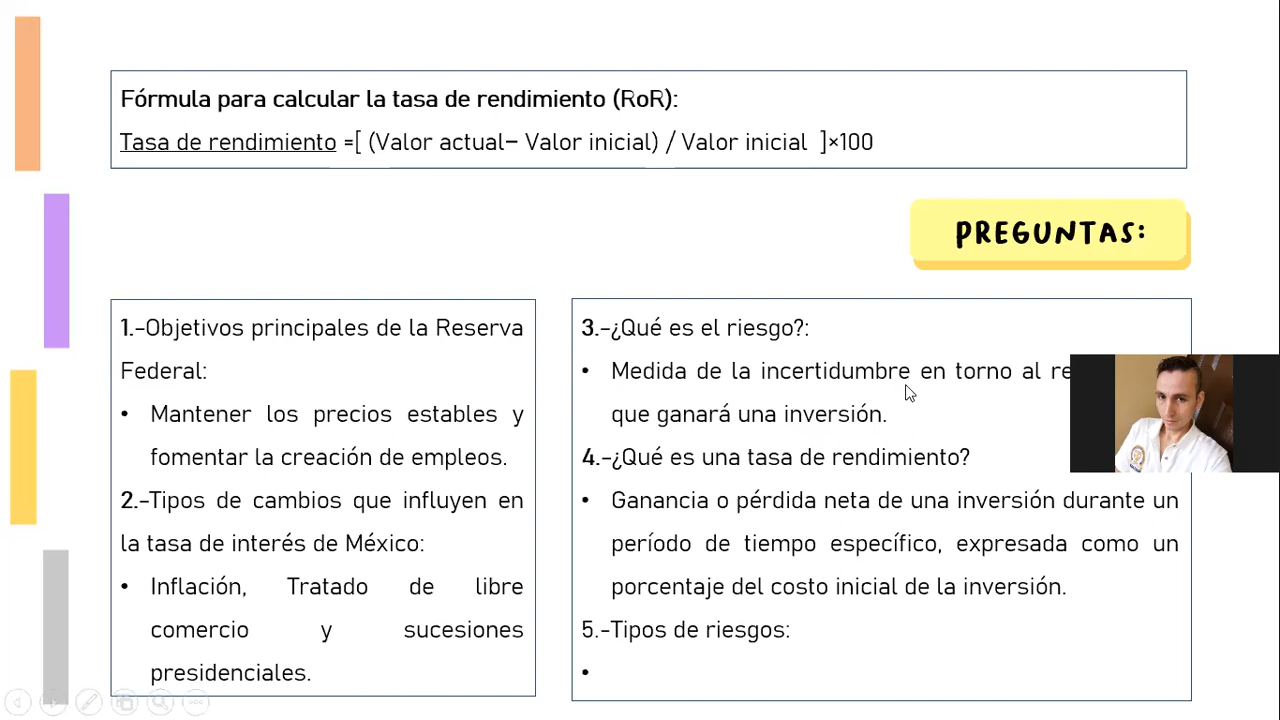 Fórmula para calcular la tasa de rendimiento (RoR):
Tasa de rendimiento =[ (Valor actual− Valor inicial) / Valor inicial ]×100
PREGUNTAS:
1.-Objetivos principales de la Reserva
Federal:
• Mantener los precios estables y
fomentar la creación de empleos.
2.-Tipos de cambios que influyen en
la tasa de interés de México:
• Inflación, Tratado de libre
comercio y sucesiones
presidenciales.
3.-¿Qué es el riesgo?:
• Medida de la incertidumbre en torno al
que ganará una inversión.
4.-¿Qué es una tasa de rendimiento?
• Ganancia o pérdida neta de una inversión durante un
período de tiempo específico, expresada como un
porcentaje del costo inicial de la inversión.
5.-Tipos de riesgos:
•